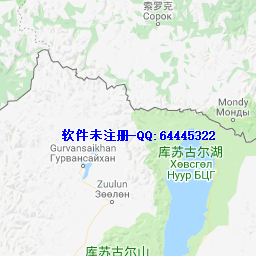 索罗克
Сорок
Mondy
Монды
软件未注册-QQ:64445322
Gurvansaikhan
Гурвансайхан
库苏古尔湖
Хөвсгөл
Нуур БЦГ
Zuulun
Зөөлөн
库苏古尔山